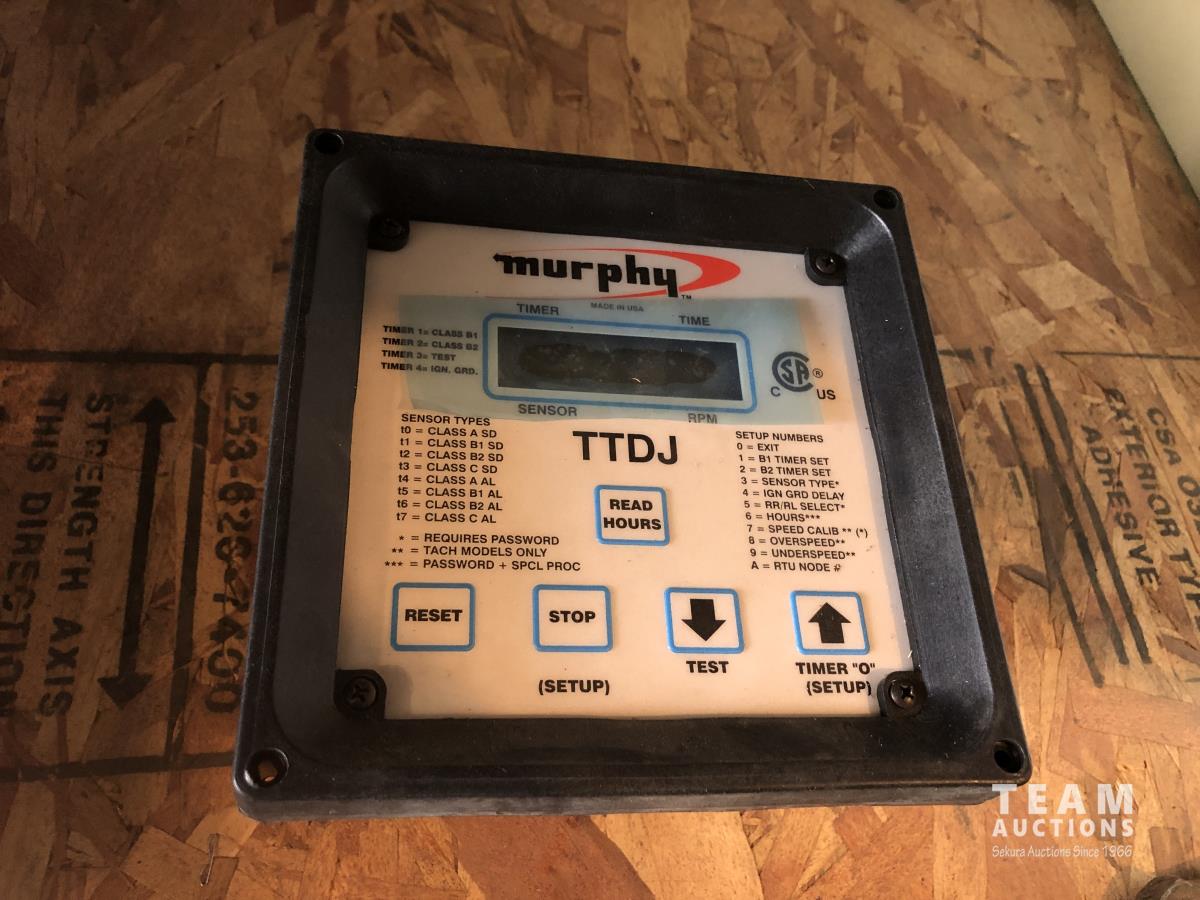 murphy™
MADE IN USA
TIMER
TIME
TIMER 1= CLASS B1
TIMER 2= CLASS B2
TIMER 3= TEST
TIMER 4= IGN. GRD.
SENSOR
RPM
C SA ® US
TTDJ
SENSOR TYPES
t0 = CLASS A SD
t1 = CLASS B1 SD
t2 = CLASS B2 SD
t3 = CLASS C SD
t4 = CLASS A AL
t5 = CLASS B1 AL
t6 = CLASS B2 AL
t7 = CLASS C AL
* = REQUIRES PASSWORD
** = TACH MODELS ONLY
*** = PASSWORD + SPCL PROC
READ
HOURS
SETUP NUMBERS
0 = EXIT
1 = B1 TIMER SET
2 = B2 TIMER SET
3 = SENSOR TYPE*
4 = IGN GRD DELAY
5 = RR/RL SELECT*
6 = HOURS***
7 = SPEED CALIB ** (*)
8 = OVERSPEED**
9 = UNDERSPEED**
A = RTU NODE #
RESET
STOP
(SETUP)
TEST
TIMER "O"
(SETUP)
STRENGTH AXIS
THIS DIRECTION
253-626-7400
CSA
EXTERIOR
ADHESIVE
TEAM
AUCTIONS
Sekura Auctions Since 1966